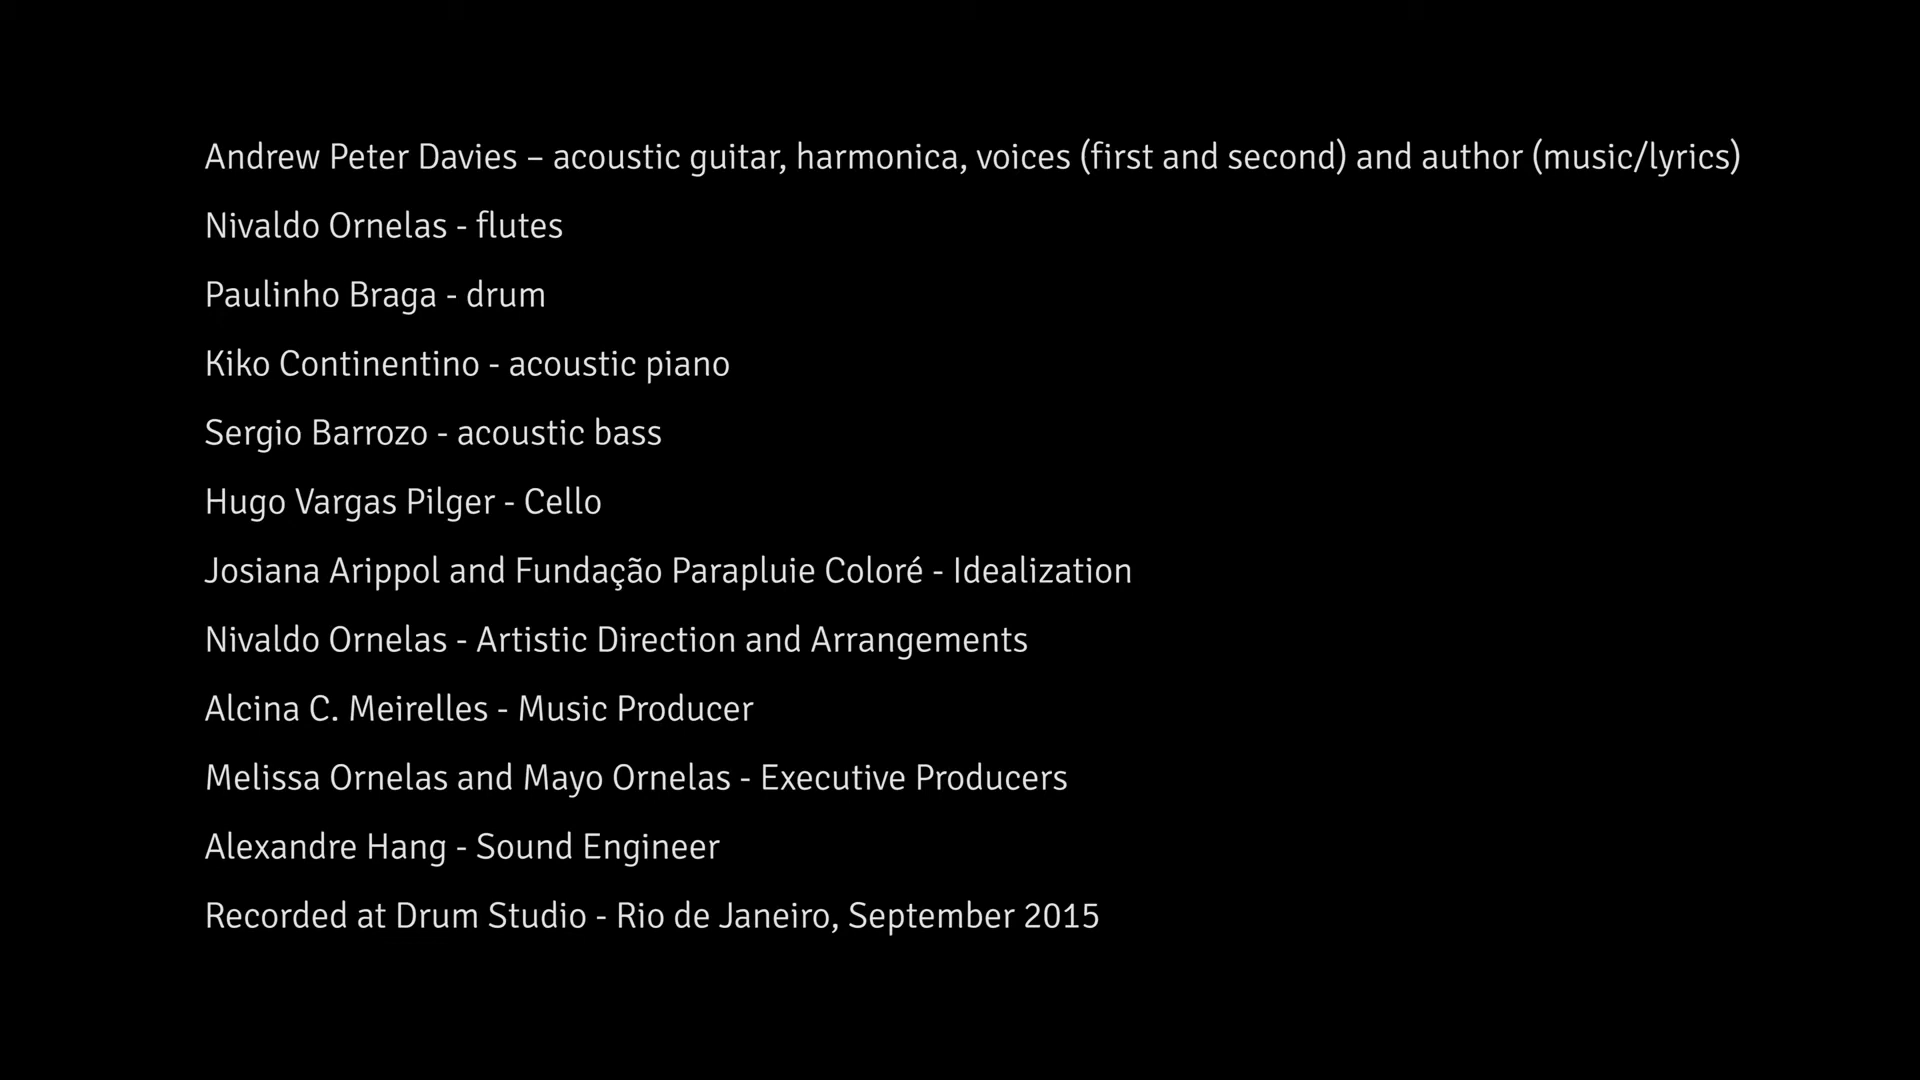 Andrew Peter Davies – acoustic guitar, harmonica, voices (first and second) and author (music/lyrics)
Nivaldo Ornelas - flutes
Paulinho Braga - drum
Kiko Continentino - acoustic piano
Sergio Barrozo - acoustic bass
Hugo Vargas Pilger - Cello
Josiana Arippol and Fundação Parapluie Coloré - Idealization
Nivaldo Ornelas - Artistic Direction and Arrangements
Alcina C. Meirelles - Music Producer
Melissa Ornelas and Mayo Ornelas - Executive Producers
Alexandre Hang - Sound Engineer
Recorded at Drum Studio - Rio de Janeiro, September 2015